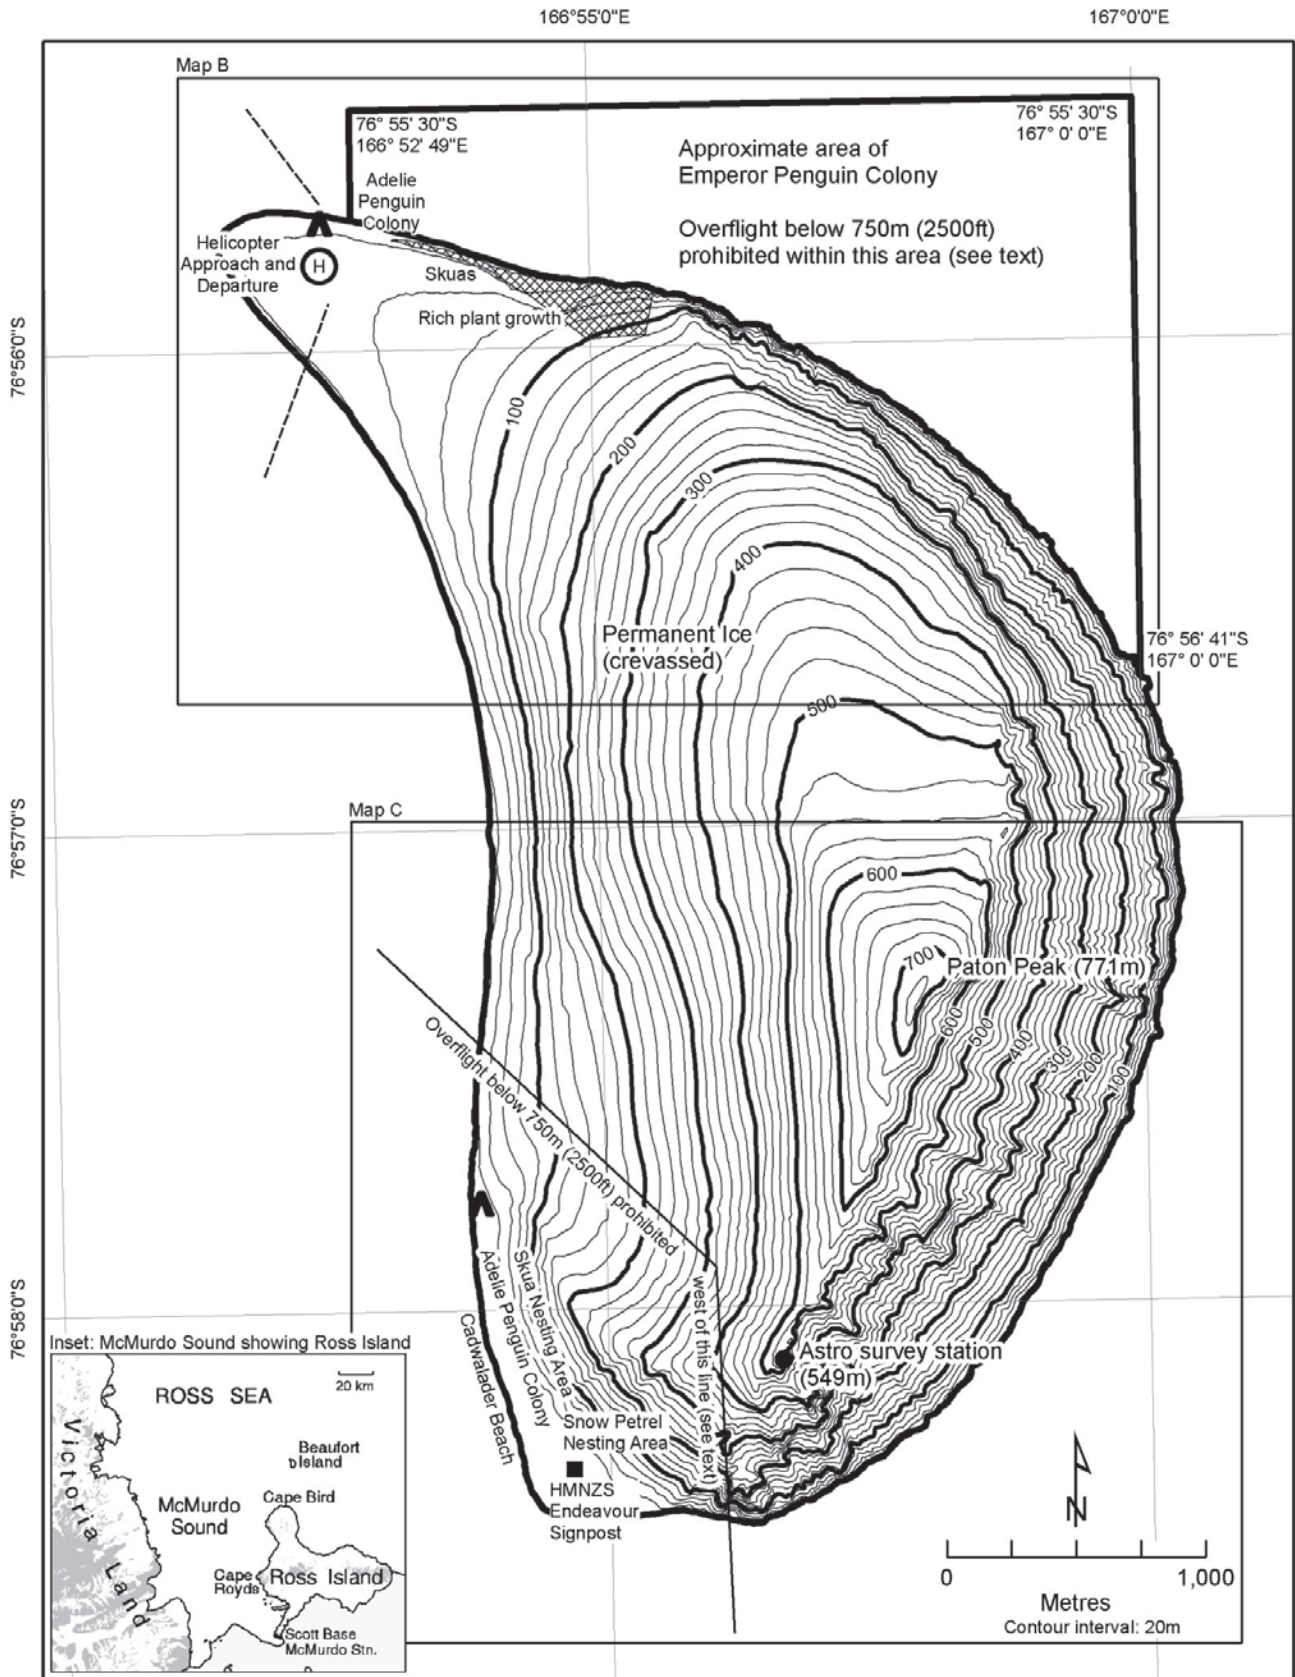 166°55'0"E
167°0'0"E
Map B
76° 55' 30"S
166° 52' 49"E
76° 55' 30"S
167° 0' 0"E
Approximate area of
Emperor Penguin Colony
Overflight below 750m (2500ft)
prohibited within this area (see text)
Adelie
Penguin
Colony
Helicopter
Approach and
Departure
H
Skuas
Rich plant growth
76°56'0"S
100
200
300
400
Permanent Ice
(crevassed)
76° 56' 41"S
167° 0' 0"E
500
Map C
76°57'0"S
600
700
Paton Peak (771m)
600
500
400
300
200
100
Overflight below 750m (2500ft) prohibited
west of this line (see text)
Skua Nesting Area
Adelie Penguin Colony
Cadwalader Beach
76°58'0"S
Astro survey station
(549m)
Snow Petrel
Nesting Area
HMNZS
Endeavour
Signpost
N
0
1,000
Metres
Contour interval: 20m
Inset: McMurdo Sound showing Ross Island
20 km
ROSS SEA
Victoria Land
Beaufort
Island
Cape Bird
McMurdo
Sound
Cape
Royds
Ross Island
Scott Base
McMurdo Stn.